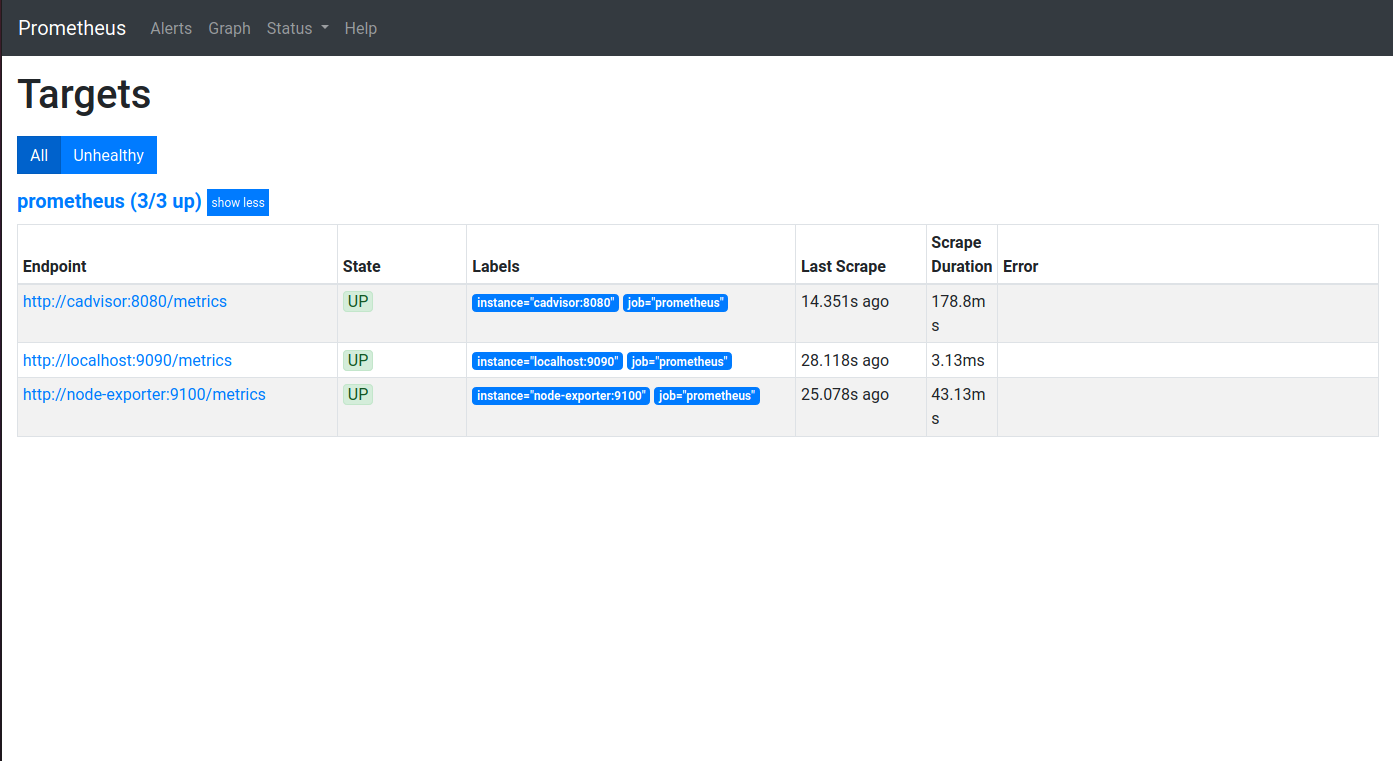 Prometheus Alerts Graph Status Help
Targets
All Unhealthy
prometheus (3/3 up) show less
Endpoint State Labels Last Scrape Scrape Duration Error
http://cadvisor:8080/metrics UP instance="cadvisor:8080" job="prometheus" 14.351s ago 178.8ms
http://localhost:9090/metrics UP instance="localhost:9090" job="prometheus" 28.118s ago 3.13ms
http://node-exporter:9100/metrics UP instance="node-exporter:9100" job="prometheus" 25.078s ago 43.13ms